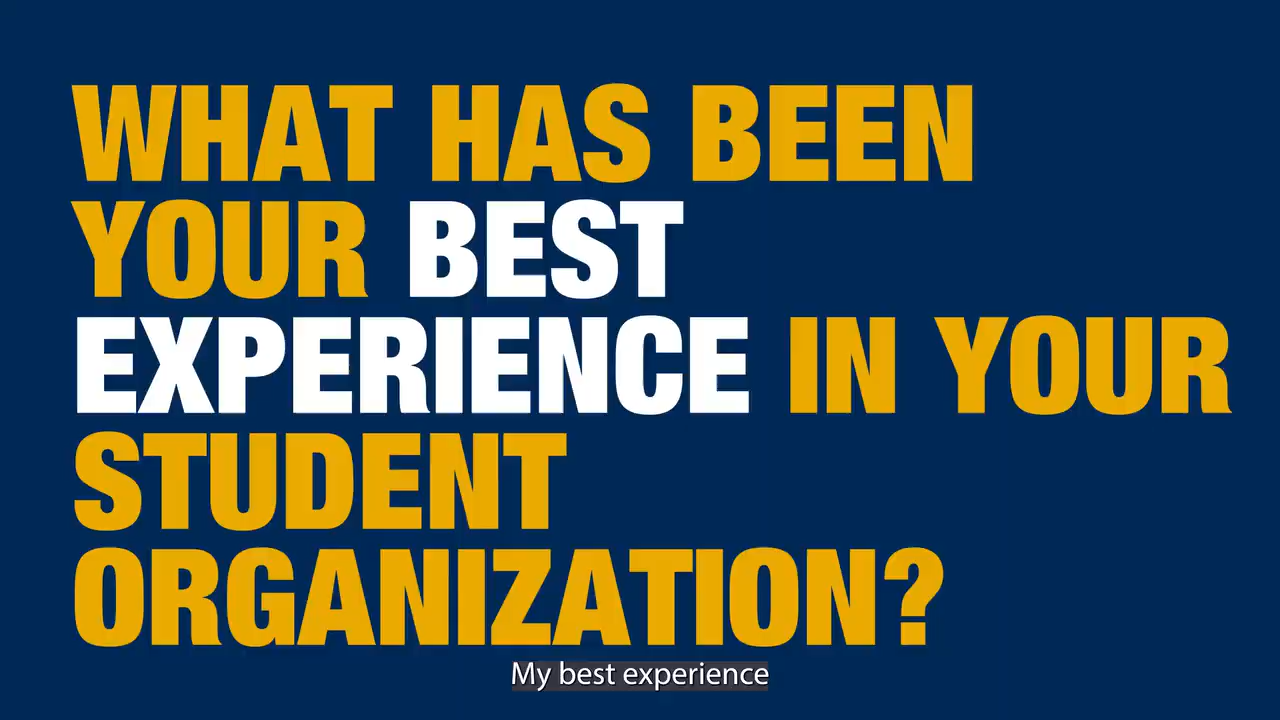 WHAT HAS BEEN
YOUR BEST
EXPERIENCE IN YOUR
STUDENT
ORGANIZATION?
My best experience